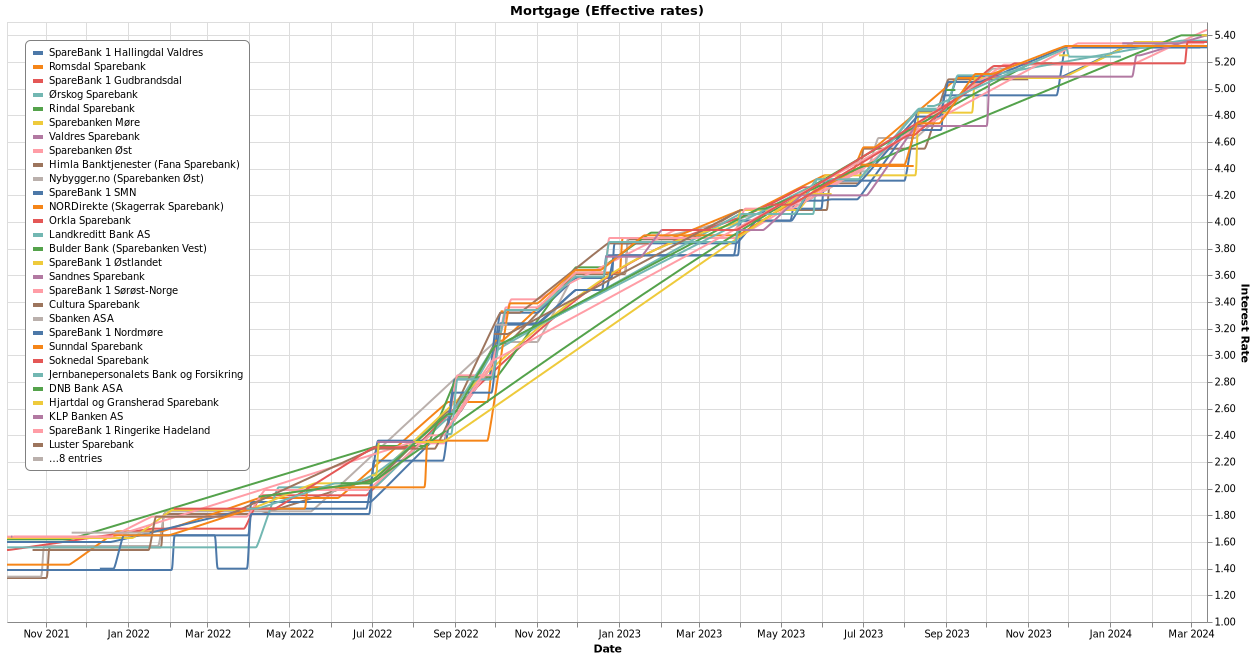 Mortgage (Effective rates)
SpareBank 1 Hallingdal Valdres
Romsdal Sparebank
SpareBank 1 Gudbrandsdal
Ørskog Sparebank
Rindal Sparebank
Sparebanken Møre
Valdres Sparebank
Sparebanken Øst
Himla Banktjenester (Fana Sparebank)
Nybygger.no (Sparebanken Øst)
SpareBank 1 SMN
NORDirekte (Skagerrak Sparebank)
Orkla Sparebank
Landkreditt Bank AS
Bulder Bank (Sparebanken Vest)
SpareBank 1 Østlandet
Sandnes Sparebank
SpareBank 1 Sørøst-Norge
Cultura Sparebank
Sbanken ASA
SpareBank 1 Nordmøre
Sunndal Sparebank
Soknedal Sparebank
Jernbanepersonalets Bank og Forsikring
DNB Bank ASA
Hjartdal og Gransherad Sparebank
KLP Banken AS
SpareBank 1 Ringerike Hadeland
Luster Sparebank
...8 entries
5.40
5.20
5.00
4.80
4.60
4.40
4.20
4.00
3.80
3.60
3.40
3.20
3.00
2.80
2.60
2.40
2.20
2.00
1.80
1.60
1.40
1.20
1.00
Interest Rate
Nov 2021 Jan 2022 Mar 2022 May 2022 Jul 2022 Sep 2022 Nov 2022 Jan 2023 Mar 2023 May 2023 Jul 2023 Sep 2023 Nov 2023 Jan 2024 Mar 2024
Date